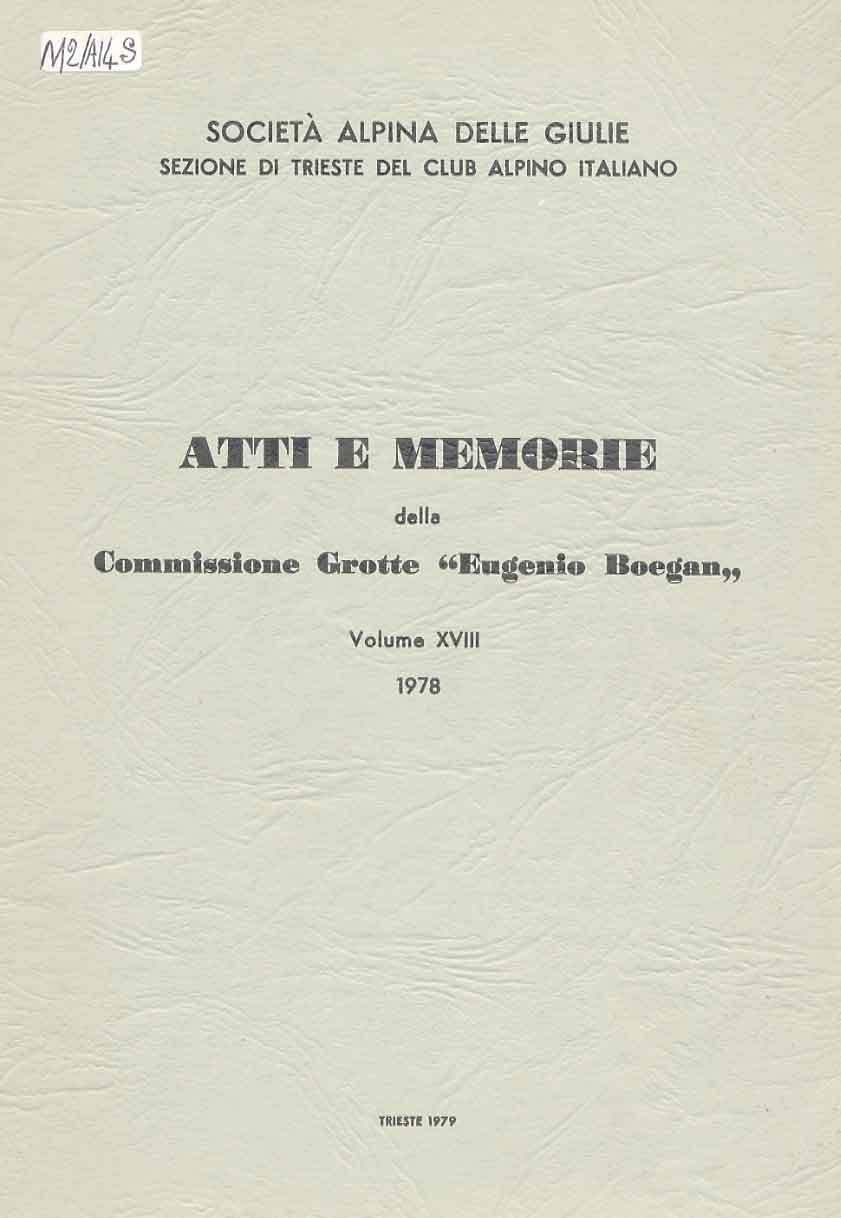 M2/A14S
SOCIETÀ ALPINA DELLE GIULIE
SEZIONE DI TRIESTE DEL CLUB ALPINO ITALIANO
ATTI E MEMORIE
della
Commissione Grotte “Eugenio Boegan„
Volume XVIII
1978
TRIESTE 1979